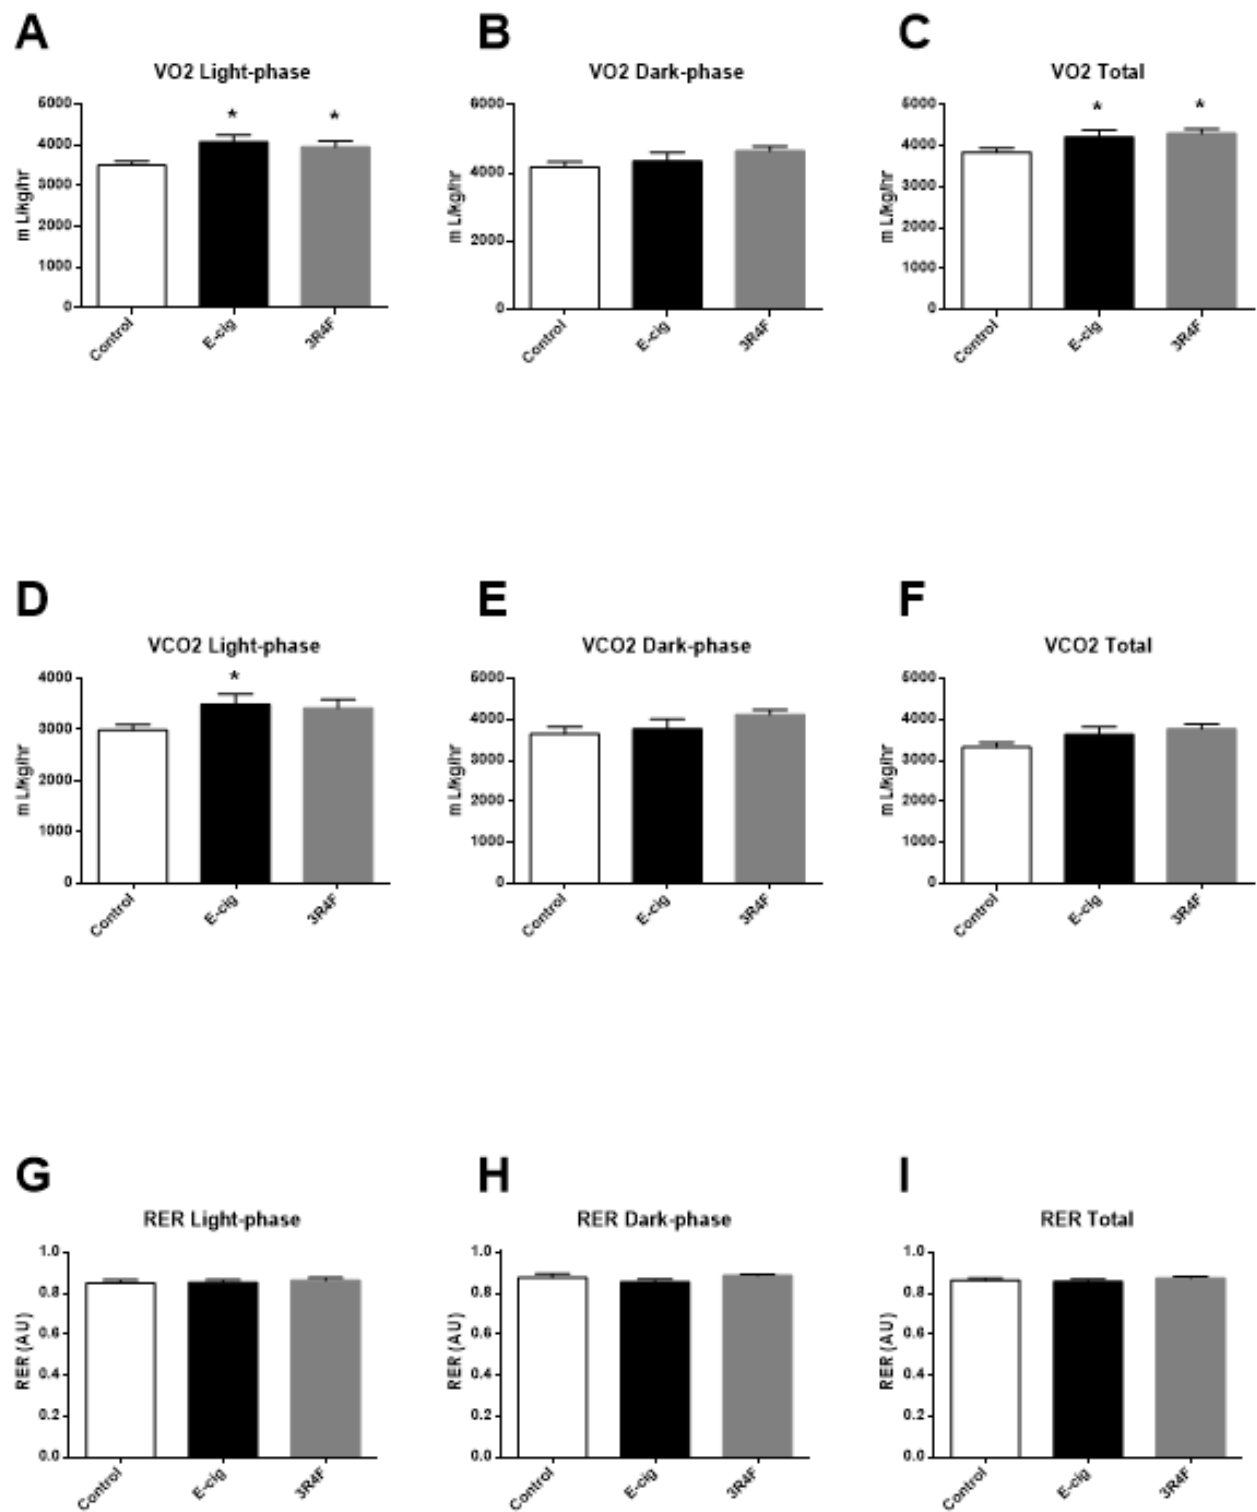 A
VO2 Light-phase
*
*
6000
4000
3000
2000
1000
0
mL/kg/hr
Control
E-cig
3R4F
B
VO2 Dark-phase
6000
4000
2000
0
mL/kg/hr
Control
E-cig
3R4F
C
VO2 Total
*
*
5000
4000
3000
2000
1000
0
mL/kg/hr
Control
E-cig
3R4F
D
VCO2 Light-phase
*
4000
3000
2000
1000
0
mL/kg/hr
Control
E-cig
3R4F
E
VCO2 Dark-phase
5000
4000
3000
2000
1000
0
mL/kg/hr
Control
E-cig
3R4F
F
VCO2 Total
5000
4000
3000
2000
1000
0
mL/kg/hr
Control
E-cig
3R4F
G
RER Light-phase
1.0
0.8
0.6
0.4
0.2
0.0
RER (AU)
Control
E-cig
3R4F
H
RER Dark-phase
1.0
0.8
0.6
0.4
0.2
0.0
RER (AU)
Control
E-cig
3R4F
I
RER Total
1.0
0.8
0.6
0.4
0.2
0.0
RER (AU)
Control
E-cig
3R4F